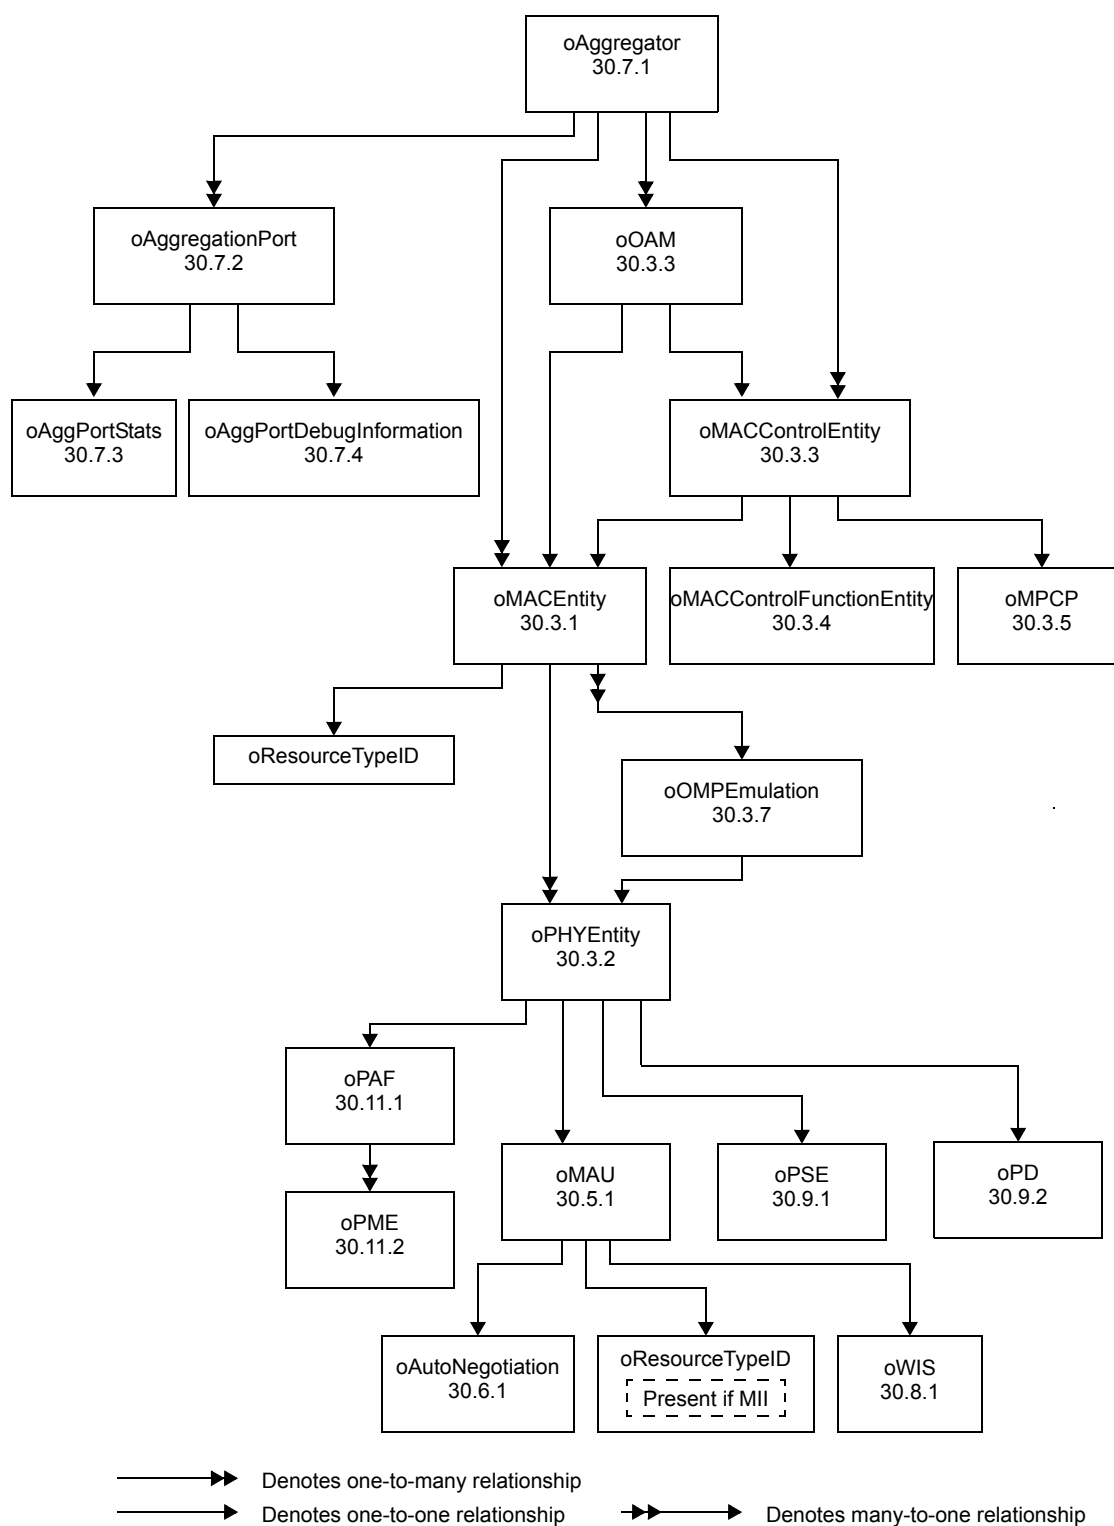 oAggregator
30.7.1
oAggregationPort
30.7.2
oOAM
30.3.3
oAggPortStats
30.7.3
oAggPortDebugInformation
30.7.4
oMACControlEntity
30.3.3
oMACEntity
30.3.1
oMACControlFunctionEntity
30.3.4
oMPCP
30.3.5
oResourceTypeID
oOMPEmulation
30.3.7
oPHYEntity
30.3.2
oPAF
30.11.1
oMAU
30.5.1
oPSE
30.9.1
oPD
30.9.2
oPME
30.11.2
oAutoNegotiation
30.6.1
oResourceTypeID
Present if MII
oWIS
30.8.1
Denotes one-to-many relationship
Denotes one-to-one relationship
Denotes many-to-one relationship